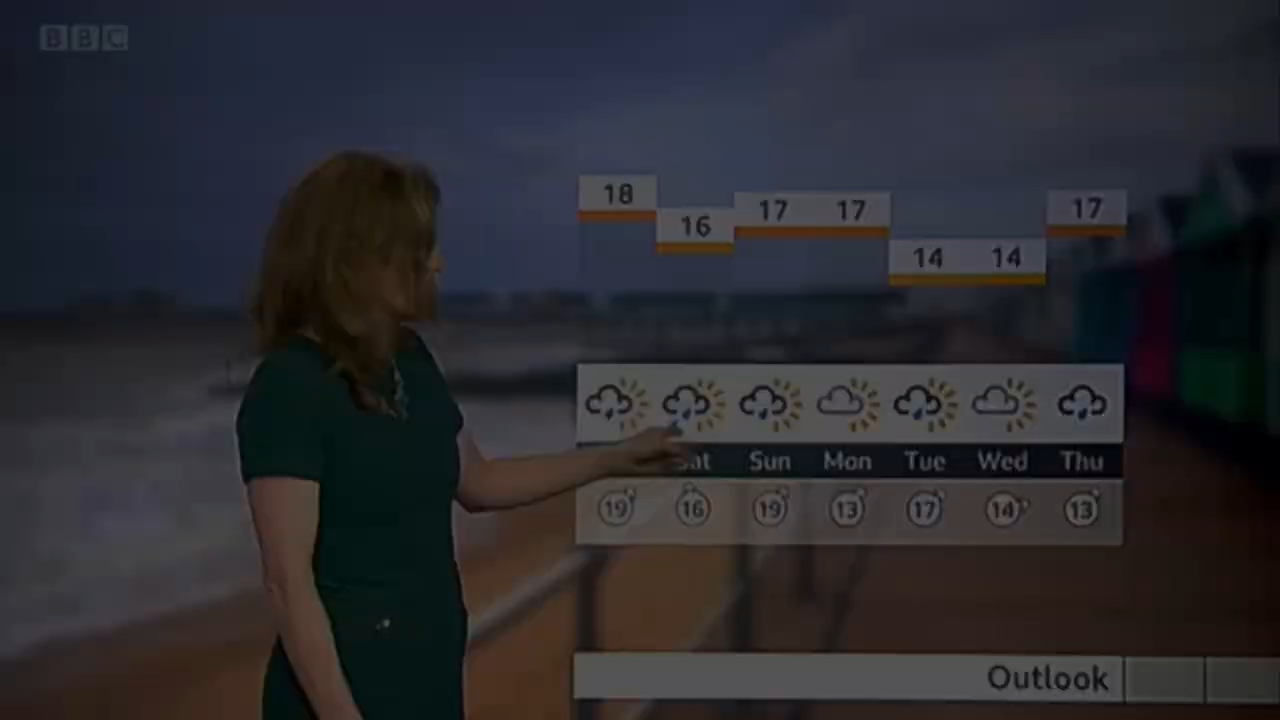 BBC
18 16 17 17 14 14 17
Sun Mon Tue Wed Thu
19 16 19 13 17 14 13
Outlook